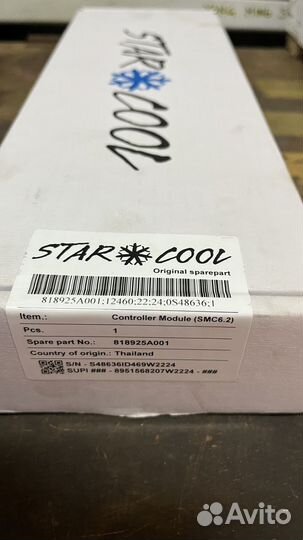 STAR COOL
STAR COOL
Original sparepart
818925A001;12460;22;24;0S48636;1
Item.: Controller Module (SMC6.2)
Pcs. 1
Spare part No.: 818925A001
Country of origin.: Thailand
S/N - S48636ID469W2224
SUPI ### - 8951568207W2224 - ###
Avito